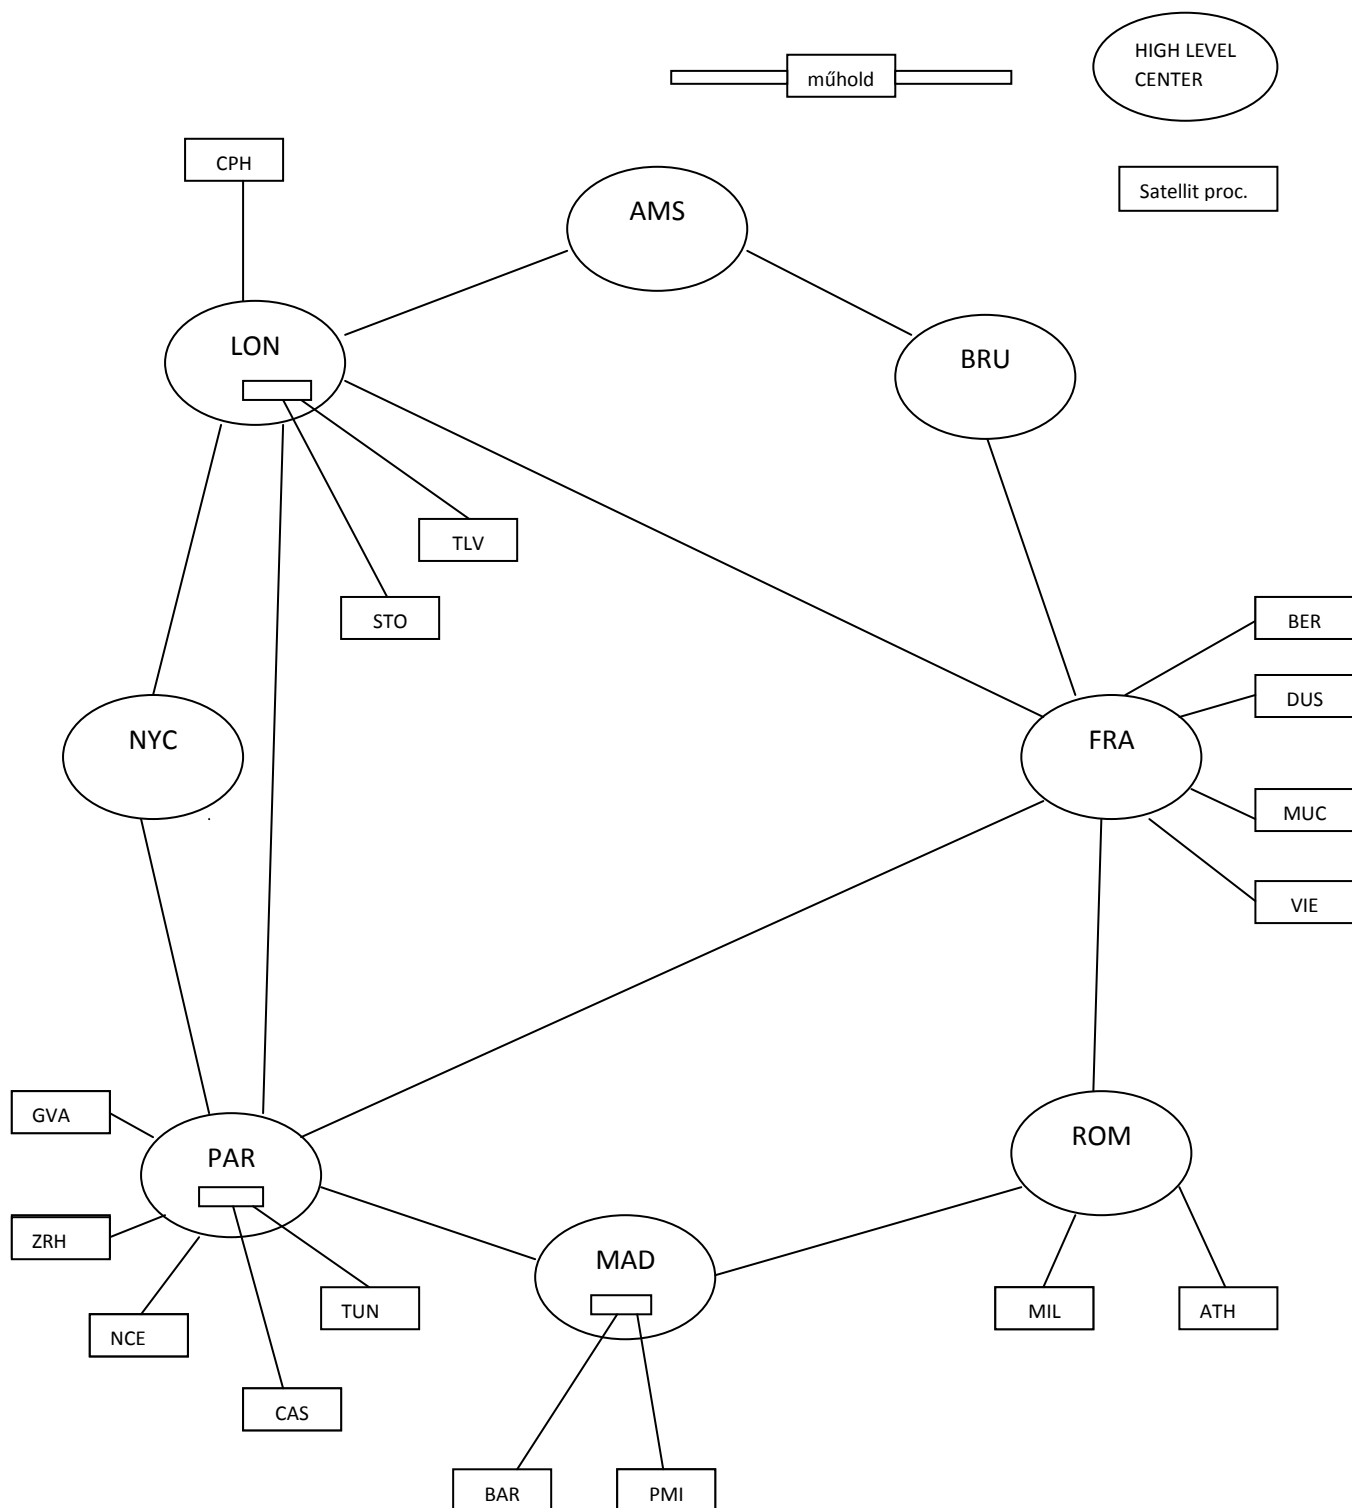 HIGH LEVEL
CENTER
műhold
CPH
Satellit proc.
AMS
LON
BRU
TLV
STO
BER
DUS
NYC
FRA
MUC
VIE
GVA
ROM
PAR
ZRH
MAD
TUN
MIL
ATH
NCE
CAS
BAR
PMI